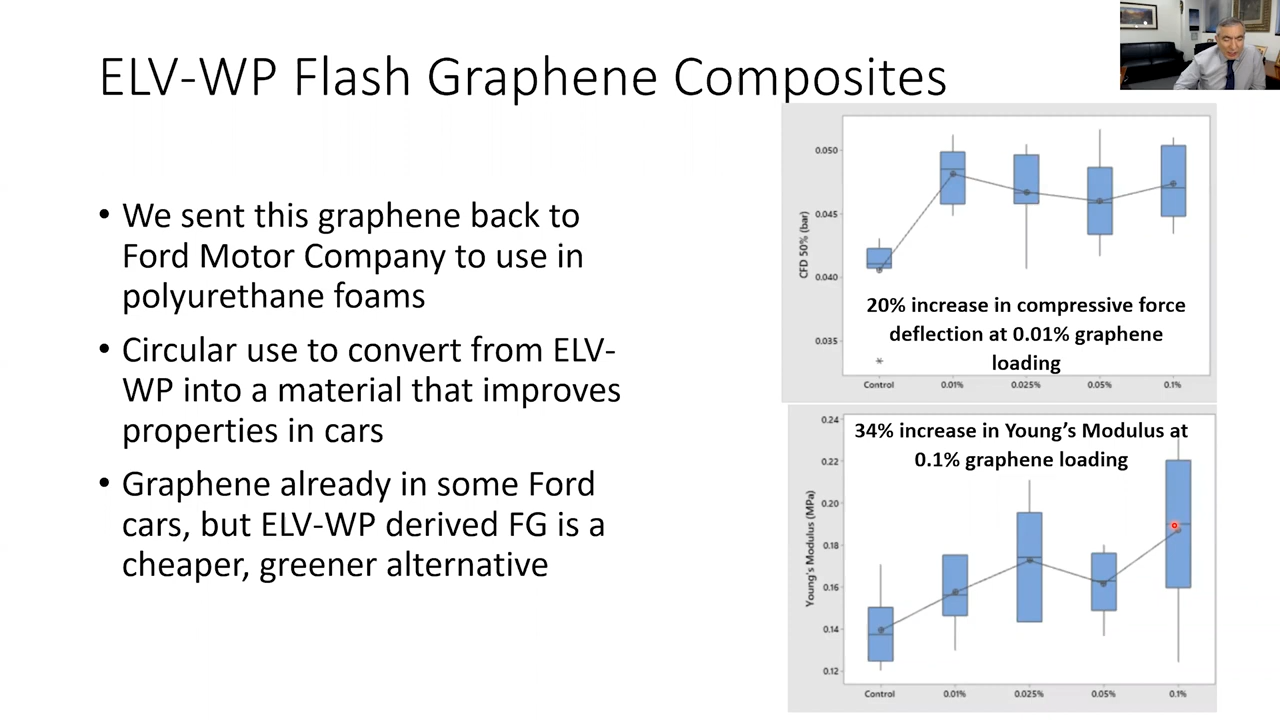 ELV-WP Flash Graphene Composites
• We sent this graphene back to
Ford Motor Company to use in
polyurethane foams
• Circular use to convert from ELV-
WP into a material that improves
properties in cars
• Graphene already in some Ford
cars, but ELV-WP derived FG is a
cheaper, greener alternative
CFD 50% (bar)
0.050
0.045
0.040
0.035
20% increase in compressive force
deflection at 0.01% graphene
loading
Control 0.01% 0.025% 0.05% 0.1%
Young's Modulus (MPa)
0.24
0.22
0.20
0.18
0.16
0.14
0.12
34% increase in Young's Modulus at
0.1% graphene loading
Control 0.01% 0.025% 0.05% 0.1%